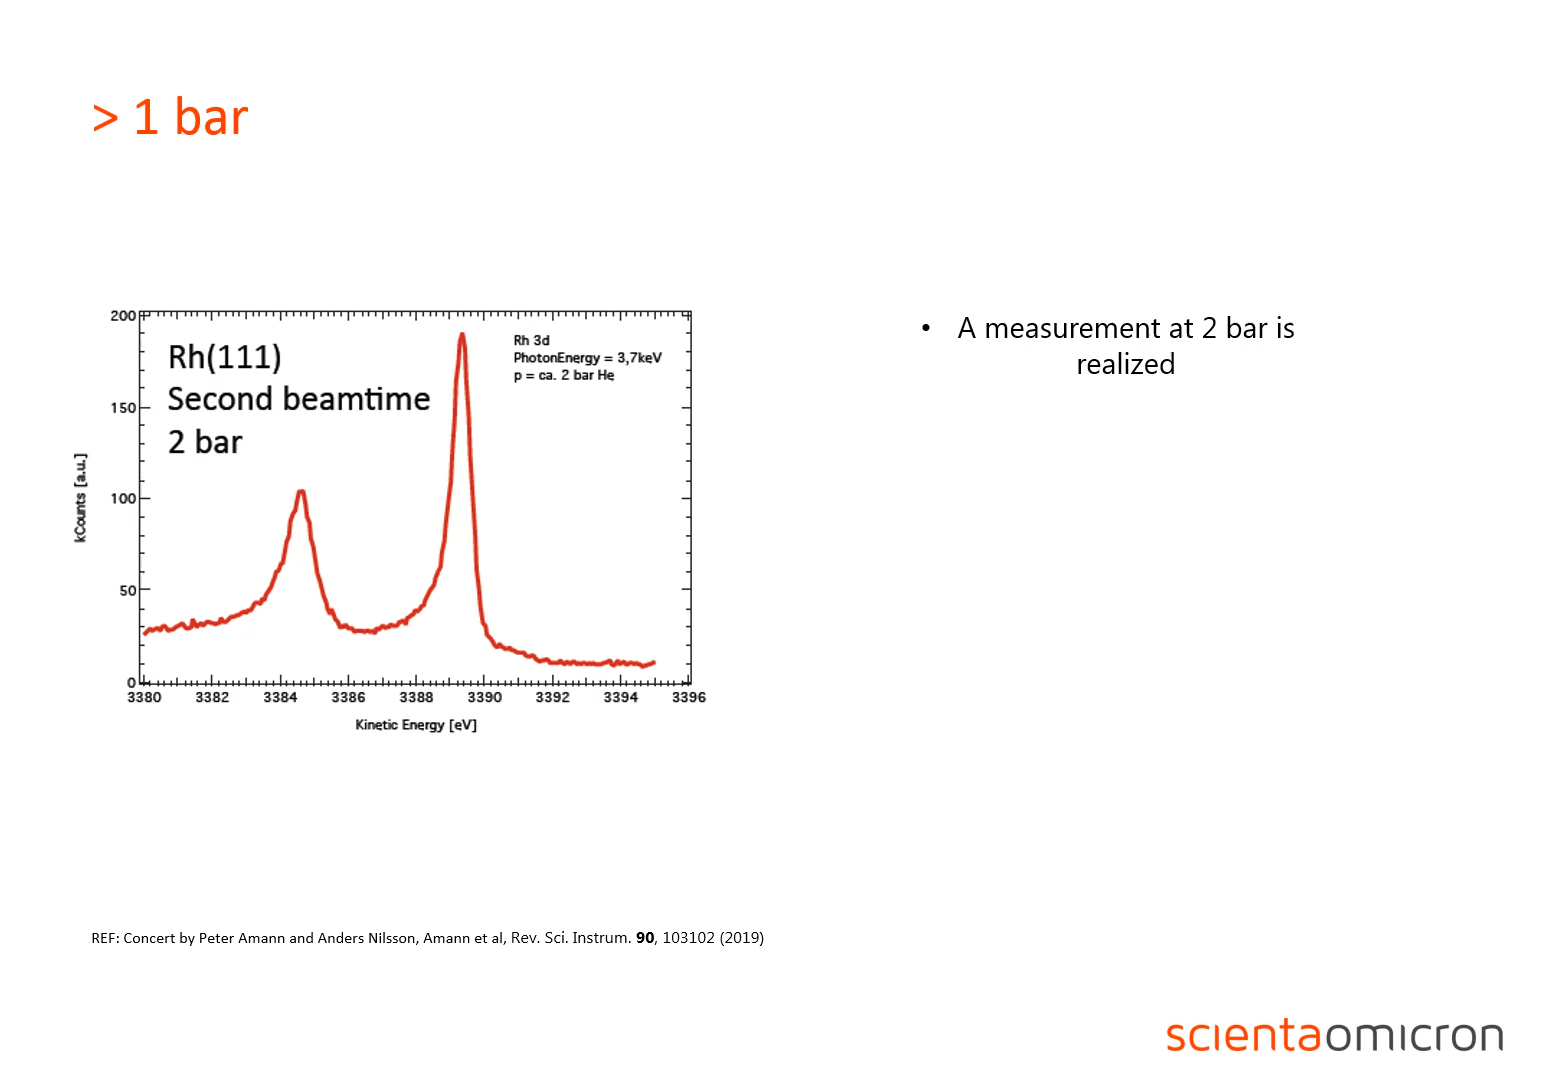 > 1 bar
200
150
100
50
0
kCounts [a.u.]
Rh(111)
Second beamtime
2 bar
Rh 3d
PhotonEnergy = 3,7keV
p = ca. 2 bar He
3380 3382 3384 3386 3388 3390 3392 3394 3396
Kinetic Energy [eV]
• A measurement at 2 bar is
realized
REF: Concert by Peter Amann and Anders Nilsson, Amann et al, Rev. Sci. Instrum. 90, 103102 (2019)
scientaomicron